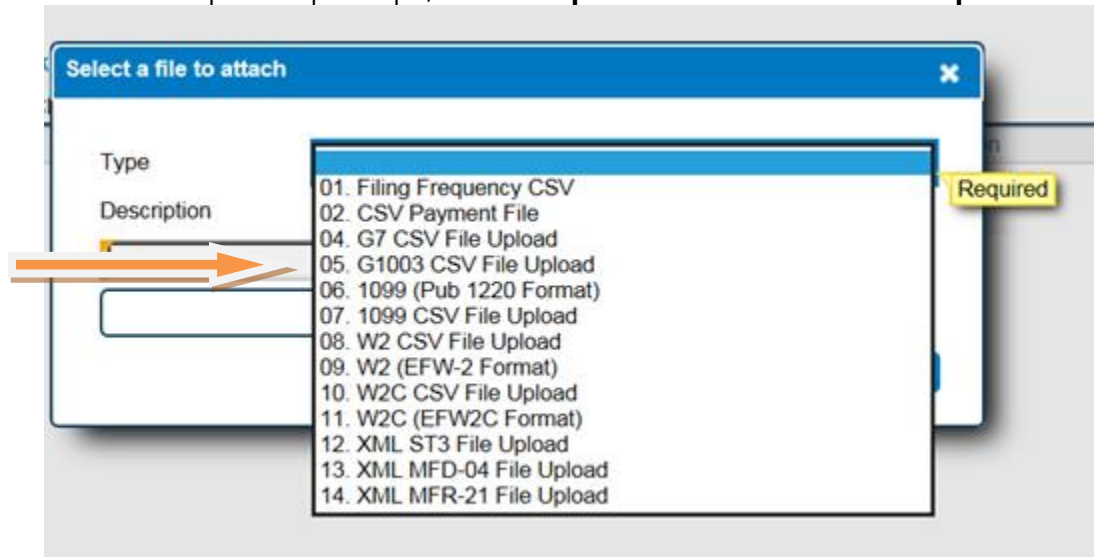 Select a file to attach
Type
Required
Description
01. Filing Frequency CSV
02. CSV Payment File
04. G7 CSV File Upload
05. G1003 CSV File Upload
06. 1099 (Pub 1220 Format)
07. 1099 CSV File Upload
08. W2 CSV File Upload
09. W2 (EFW-2 Format)
10. W2C CSV File Upload
11. W2C (EFW2C Format)
12. XML ST3 File Upload
13. XML MFD-04 File Upload
14. XML MFR-21 File Upload